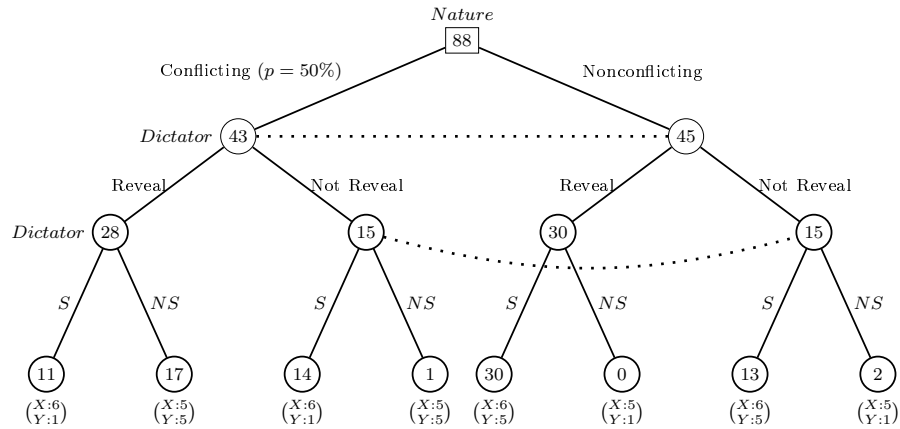 Nature
88
Conflicting (p = 50%)
Nonconflicting
Dictator 43 45
Reveal Not Reveal Reveal Not Reveal
Dictator 28 15 30 15
S NS S NS S NS S NS
11 17 14 1 30 0 13 2
(X:6 Y:1) (X:5 Y:5) (X:6 Y:1) (X:5 Y:5) (X:6 Y:5) (X:5 Y:1) (X:6 Y:5) (X:5 Y:1)